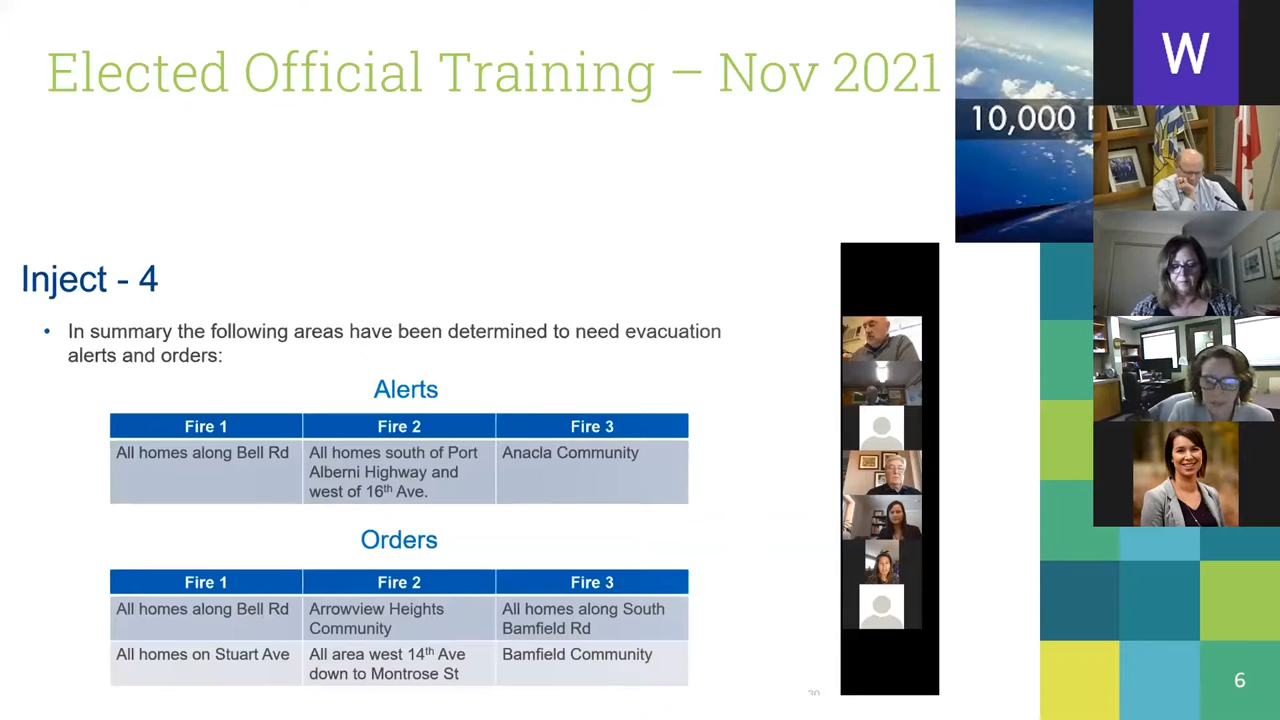 Elected Official Training – Nov 2021
10,000
W
Inject - 4
• In summary the following areas have been determined to need evacuation
alerts and orders:
Alerts
Fire 1 Fire 2 Fire 3
All homes along Bell Rd All homes south of Port Anacla Community
Alberni Highway and
west of 16th Ave.
Orders
Fire 1 Fire 2 Fire 3
All homes along Bell Rd Arrowview Heights All homes along South
Community Bamfield Rd
All homes on Stuart Ave All area west 14th Ave Bamfield Community
down to Montrose St
30
6